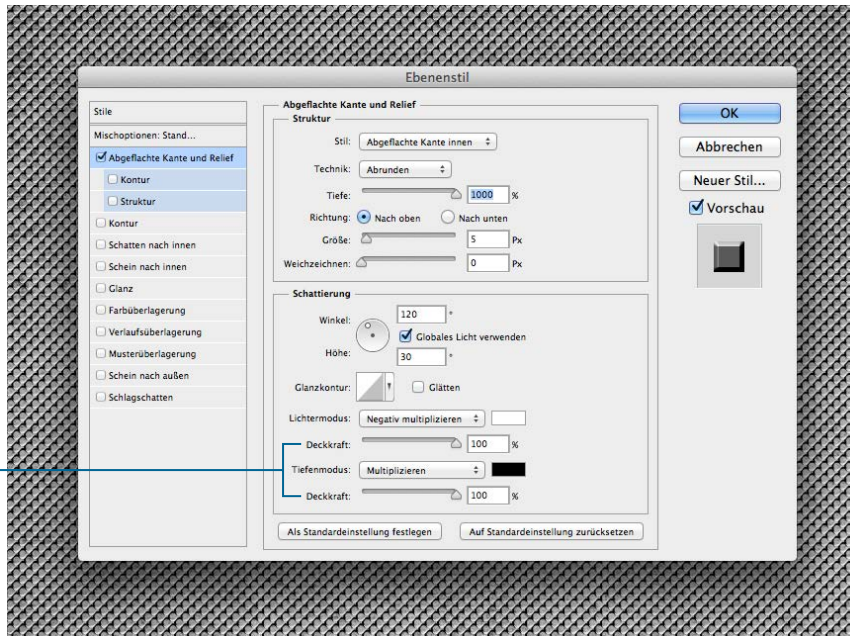 Ebenenstil
Stile
Mischoptionen: Stand...
Abgeflachte Kante und Relief
Kontur
Struktur
Kontur
Schatten nach innen
Schein nach innen
Glanz
Farbüberlagerung
Verlaufsüberlagerung
Musterüberlagerung
Schein nach außen
Schlagschatten
Abgeflachte Kante und Relief
Struktur
Stil: Abgeflachte Kante innen
Technik: Abrunden
Tiefe: 1000 %
Richtung: Nach oben Nach unten
Größe: 5 Px
Weichzeichnen: 0 Px
Schattierung
Winkel: 120 °
Globales Licht verwenden
Höhe: 30 °
Glanzkontur: Glätten
Lichtermodus: Negativ multiplizieren
Deckkraft: 100 %
Tiefenmodus: Multiplizieren
Deckkraft: 100 %
Als Standardeinstellung festlegen Auf Standardeinstellung zurücksetzen
OK
Abbrechen
Neuer Stil...
Vorschau